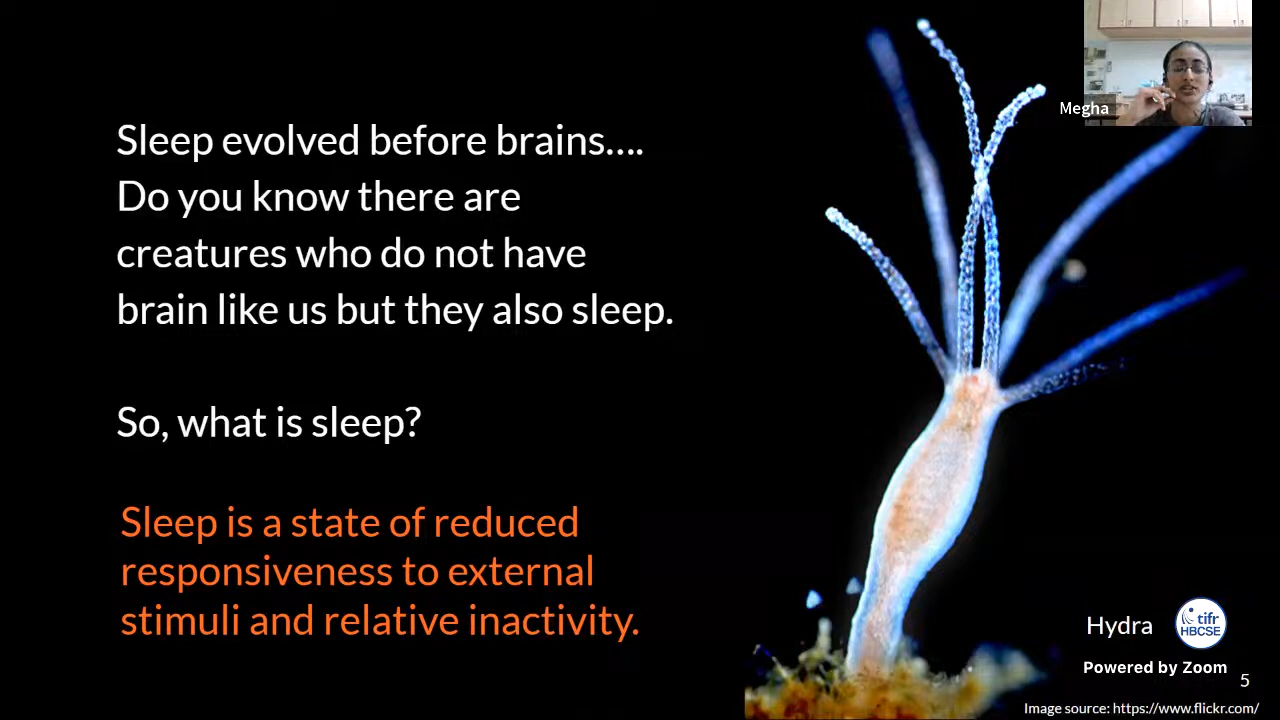 Megha
Sleep evolved before brains....
Do you know there are
creatures who do not have
brain like us but they also sleep.
So, what is sleep?
Sleep is a state of reduced
responsiveness to external
stimuli and relative inactivity.
Hydra
tifr
HBCSE
Powered by Zoom
5
Image source: https://www.flickr.com/